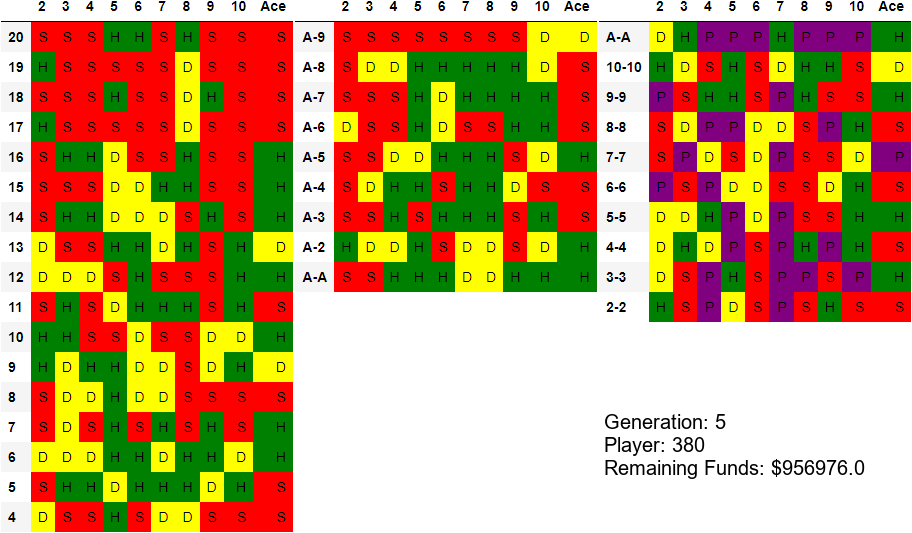 2 3 4 5 6 7 8 9 10 Ace
20 S S S H H S H S S S
19 H S S S S S D S S S
18 S S S H S S D H S S
17 H S S S S S D S S S
16 S H H D S S H S S H
15 S S S D D H H S S H
14 S H H D D D S H S H
13 D S S H H D H S H D
12 D D D S H S S S H H
11 S H S D H H H S H S
10 H H S S D S S D D H
9 H D H H D D S D H D
8 S D D H D D S S S S
7 S D S H S H S H S H
6 D D D H H D H H D H
5 S H H D H H H D H S
4 D S S H S D D S S S
2 3 4 5 6 7 8 9 10 Ace
A-9 S S S S S S S S D D
A-8 S D D H H H H H D S
A-7 S S S H D H H H H S
A-6 D S S H D S S H H S
A-5 S S D D H H H S D H
A-4 S D H H S H H D S S
A-3 S S H S H H H S H S
A-2 H D D H S D D S D H
A-A S S H H H D D H H H
2 3 4 5 6 7 8 9 10 Ace
A-A D H P P P H P P P H
10-10 H D S H S D H H S D
9-9 P S H H S P H S S H
8-8 S D P P D D S P H S
7-7 S P D S D P S S D P
6-6 P S P D D S S D H S
5-5 D D H P D P S S H H
4-4 D H D P S P H P H S
3-3 D S P H S P P S P H
2-2 H S P D S P S H S S
Generation: 5
Player: 380
Remaining Funds: $956976.0